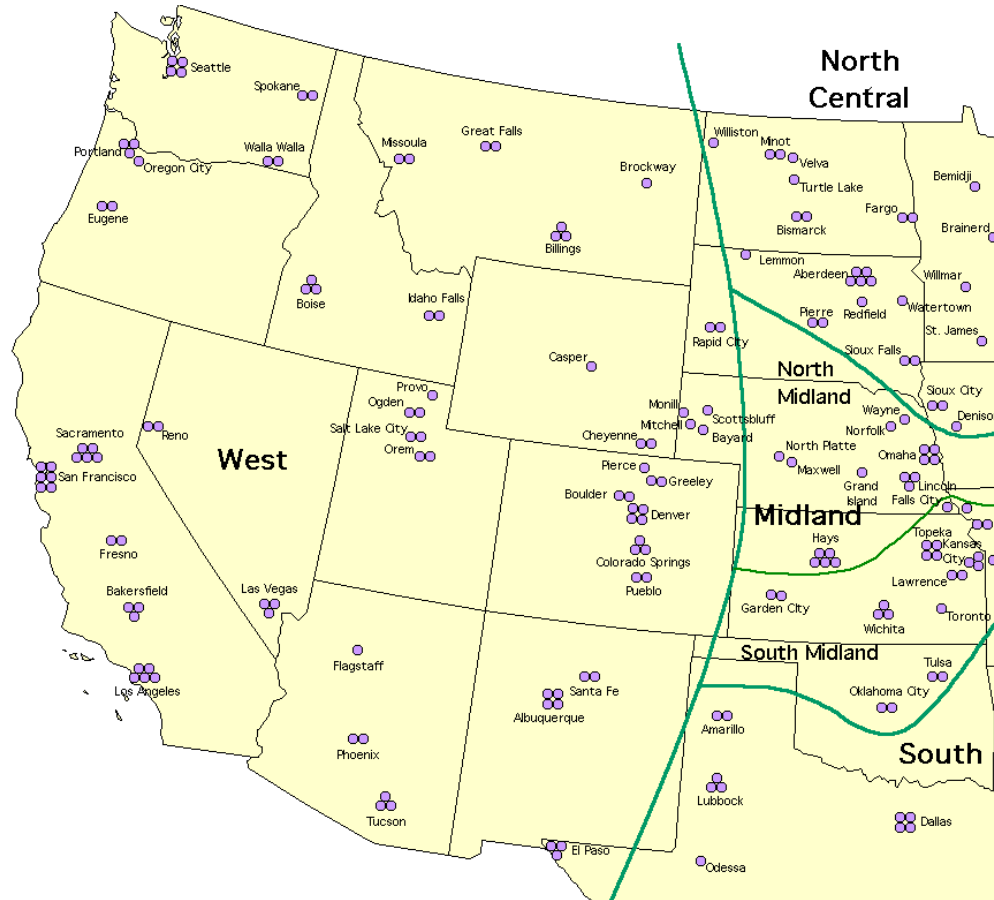 North
Central
Seattle
Spokane
Portland
Oregon City
Walla Walla
Eugene
Missoula
Great Falls
Brockway
Billings
Boise
Idaho Falls
Williston
Minot
Velva
Turtle Lake
Bismarck
Fargo
Bemidji
Brainerd
Lemmon
Aberdeen
Willmar
Redfield
Watertown
Pierre
St. James
Rapid City
Sioux Falls
Casper
North
Midland
Sioux City
Provo
Ogden
Salt Lake City
Orem
Monill
Mitchell
Scottsbluff
Bayard
Cheyenne
Wayne
Norfolk
Deniso
North Platte
Maxwell
Omaha
Grand
Island
Lincoln
Falls City
Reno
Sacramento
San Francisco
West
Pierce
Greeley
Boulder
Denver
Midland
Colorado Springs
Pueblo
Hays
Topeka
Kansas
City
Lawrence
Fresno
Bakersfield
Las Vegas
Garden City
Wichita
Toronto
Los Angeles
Flagstaff
South Midland
Tulsa
Oklahoma City
Santa Fe
Albuquerque
Amarillo
South
Phoenix
Tucson
Lubbock
Dallas
El Paso
Odessa